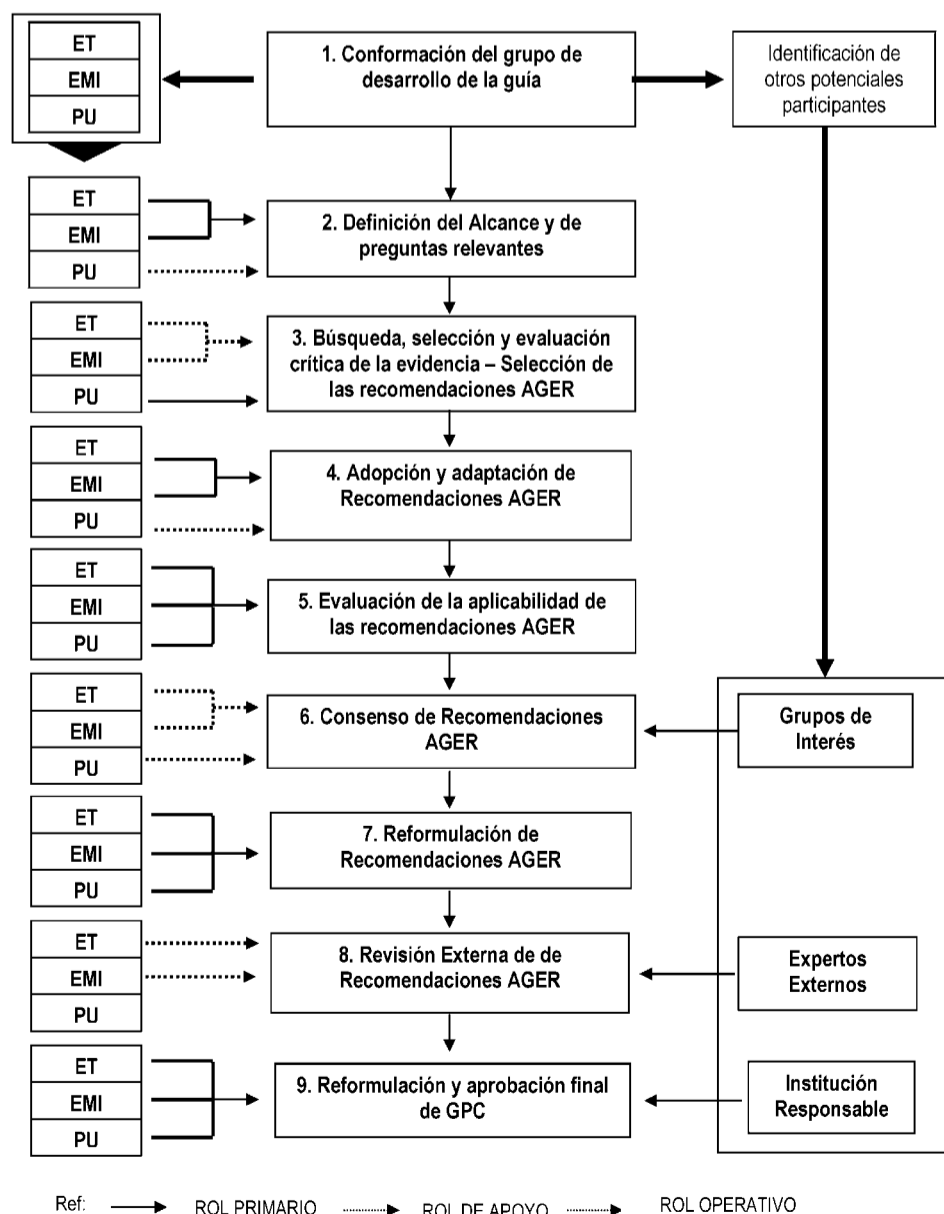 ET
EMI
PU
1. Conformación del grupo de
desarrollo de la guía
Identificación de
otros potenciales
participantes
ET
EMI
PU
2. Definición del Alcance y de
preguntas relevantes
ET
EMI
PU
3. Búsqueda, selección y evaluación
crítica de la evidencia – Selección de
las recomendaciones AGER
ET
EMI
PU
4. Adopción y adaptación de
Recomendaciones AGER
ET
EMI
PU
5. Evaluación de la aplicabilidad de
las recomendaciones AGER
ET
EMI
PU
6. Consenso de Recomendaciones
AGER
Grupos de
Interés
ET
EMI
PU
7. Reformulación de
Recomendaciones AGER
ET
EMI
PU
8. Revisión Externa de de
Recomendaciones AGER
Expertos
Externos
ET
EMI
PU
9. Reformulación y aprobación final
de GPC
Institución
Responsable
Ref: ROL PRIMARIO ROL DE APOYO ROL OPERATIVO